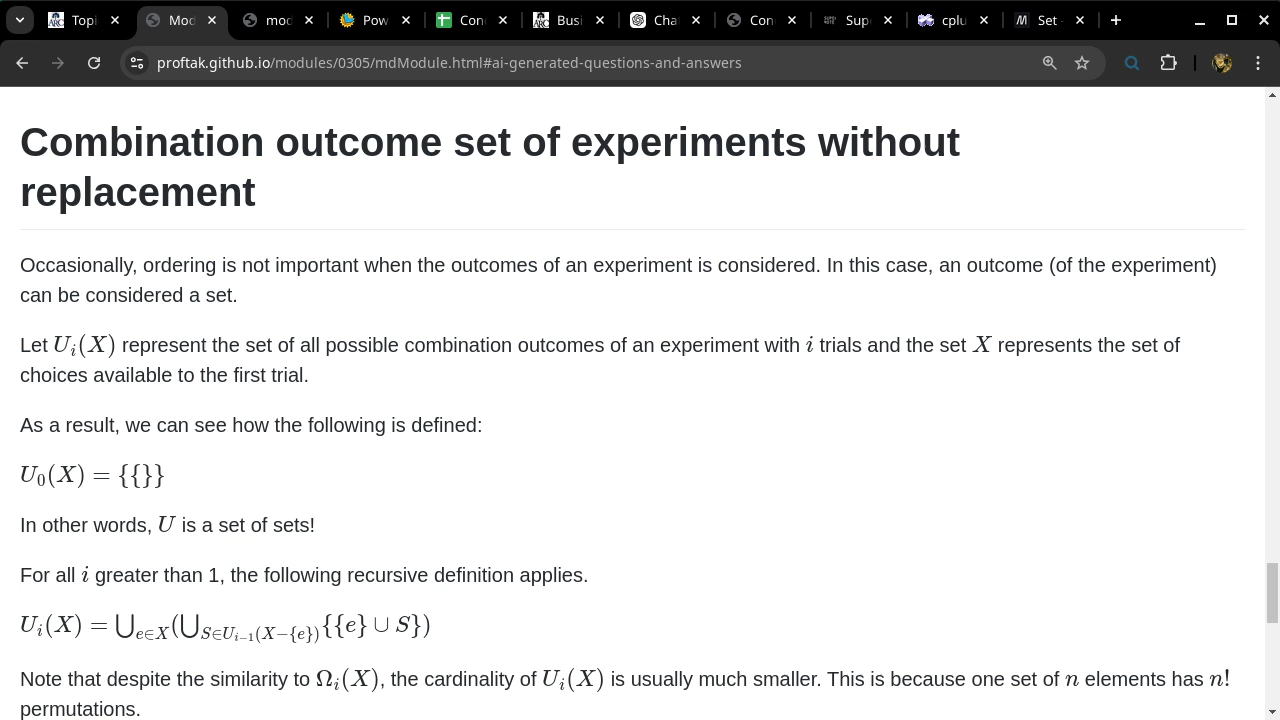 Topi
Mod
mod
Pow
Con
Busi
Cha
Con
Sup
cplu
Set -
proftak.github.io/modules/0305/mdModule.html#ai-generated-questions-and-answers
Combination outcome set of experiments without
replacement
Occasionally, ordering is not important when the outcomes of an experiment is considered. In this case, an outcome (of the experiment)
can be considered a set.
Let U_i(X) represent the set of all possible combination outcomes of an experiment with i trials and the set X represents the set of
choices available to the first trial.
As a result, we can see how the following is defined:
U_0(X) = {{}}
In other words, U is a set of sets!
For all i greater than 1, the following recursive definition applies.
U_i(X) = ⋃_{e∈X}(⋃_{S∈U_{i−1}(X−{e})}{{e} ∪ S})
Note that despite the similarity to Ω_i(X), the cardinality of U_i(X) is usually much smaller. This is because one set of n elements has n!
permutations.